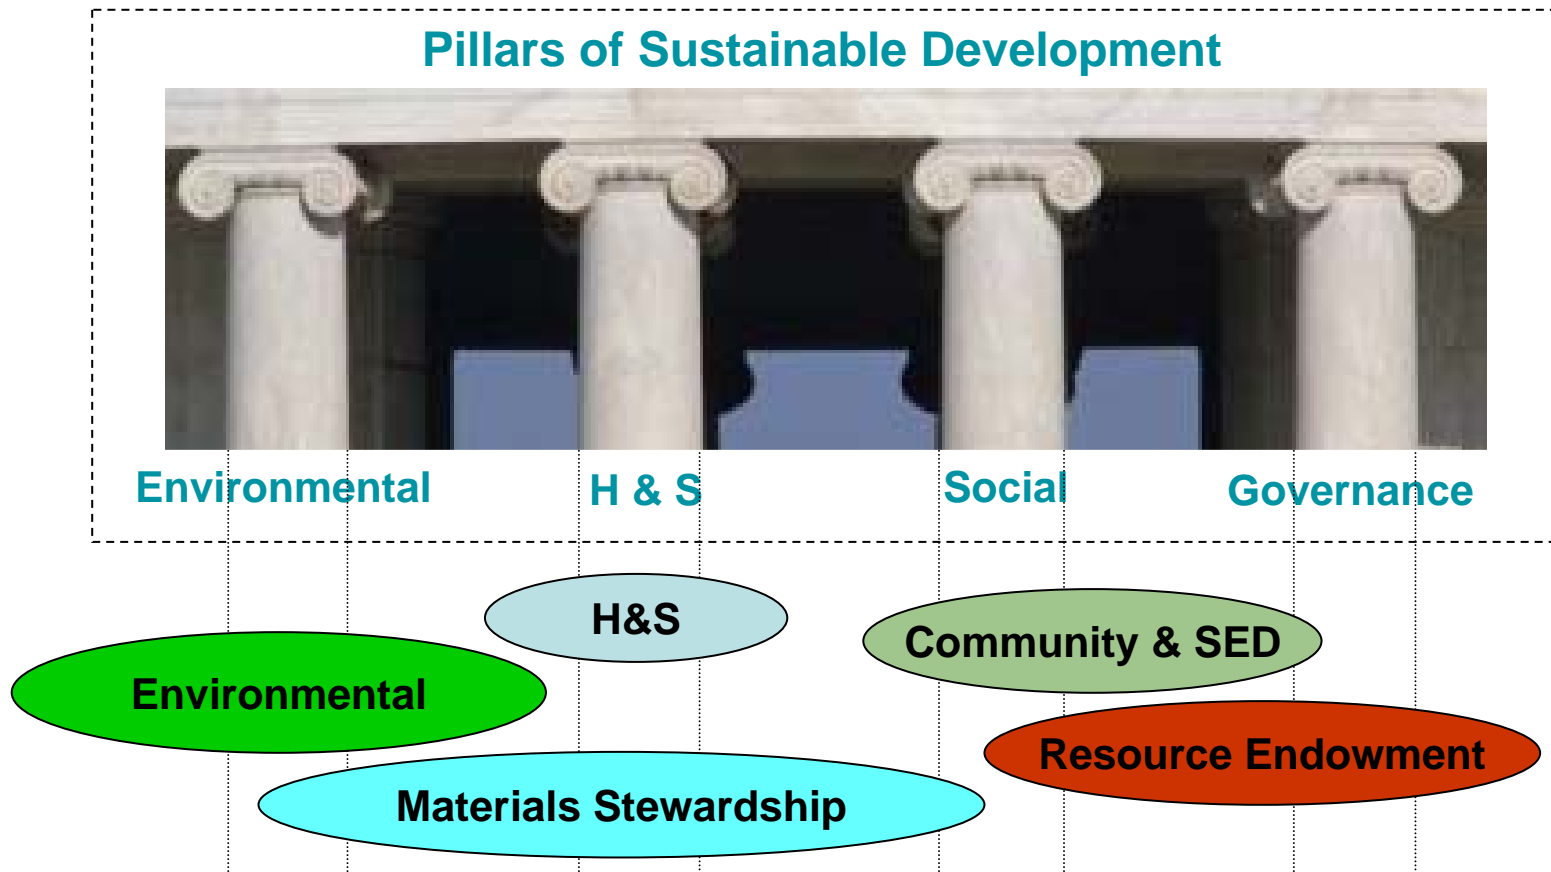 Pillars of Sustainable Development
Environmental
H & S
Social
Governance
H&S
Community & SED
Environmental
Resource Endowment
Materials Stewardship